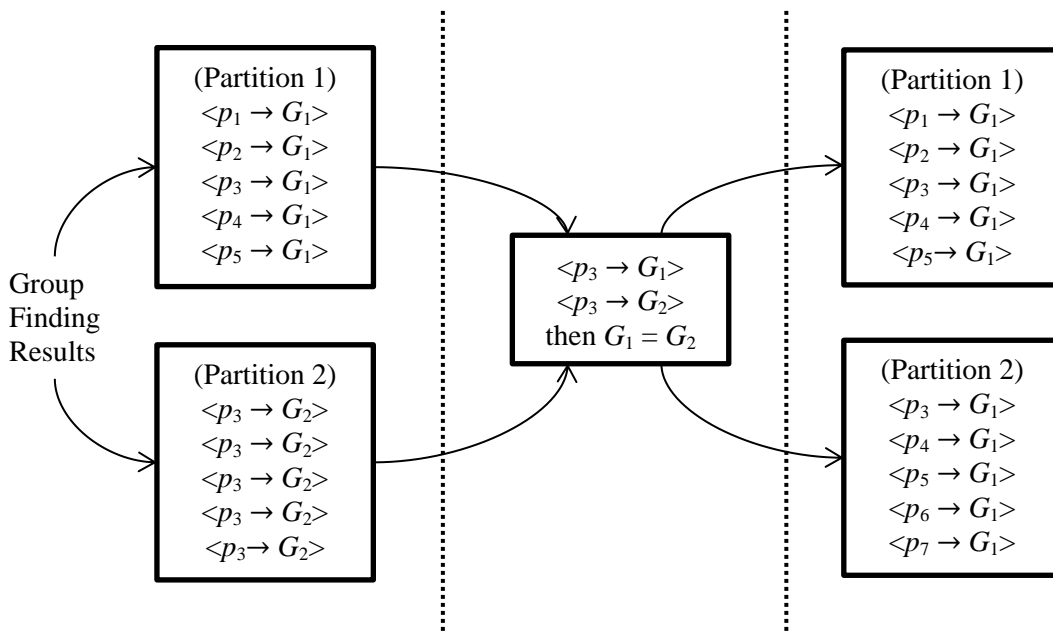 Group
Finding
Results
(Partition 1)
<p₁ → G₁>
<p₂ → G₁>
<p₃ → G₁>
<p₄ → G₁>
<p₅ → G₁>
(Partition 2)
<p₃ → G₂>
<p₃ → G₂>
<p₃ → G₂>
<p₃ → G₂>
<p₃→ G₂>
<p₃ → G₁>
<p₃ → G₂>
then G₁ = G₂
(Partition 1)
<p₁ → G₁>
<p₂ → G₁>
<p₃ → G₁>
<p₄ → G₁>
<p₅→ G₁>
(Partition 2)
<p₃ → G₁>
<p₄ → G₁>
<p₅ → G₁>
<p₆ → G₁>
<p₇ → G₁>